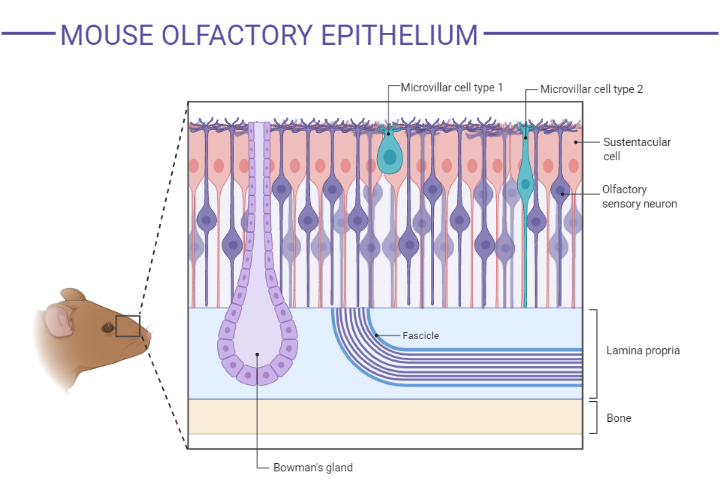 MOUSE OLFACTORY EPITHELIUM
Microvillar cell type 1
Microvillar cell type 2
Sustentacular
cell
Olfactory
sensory neuron
Fascicle
Lamina propria
Bone
Bowman's gland